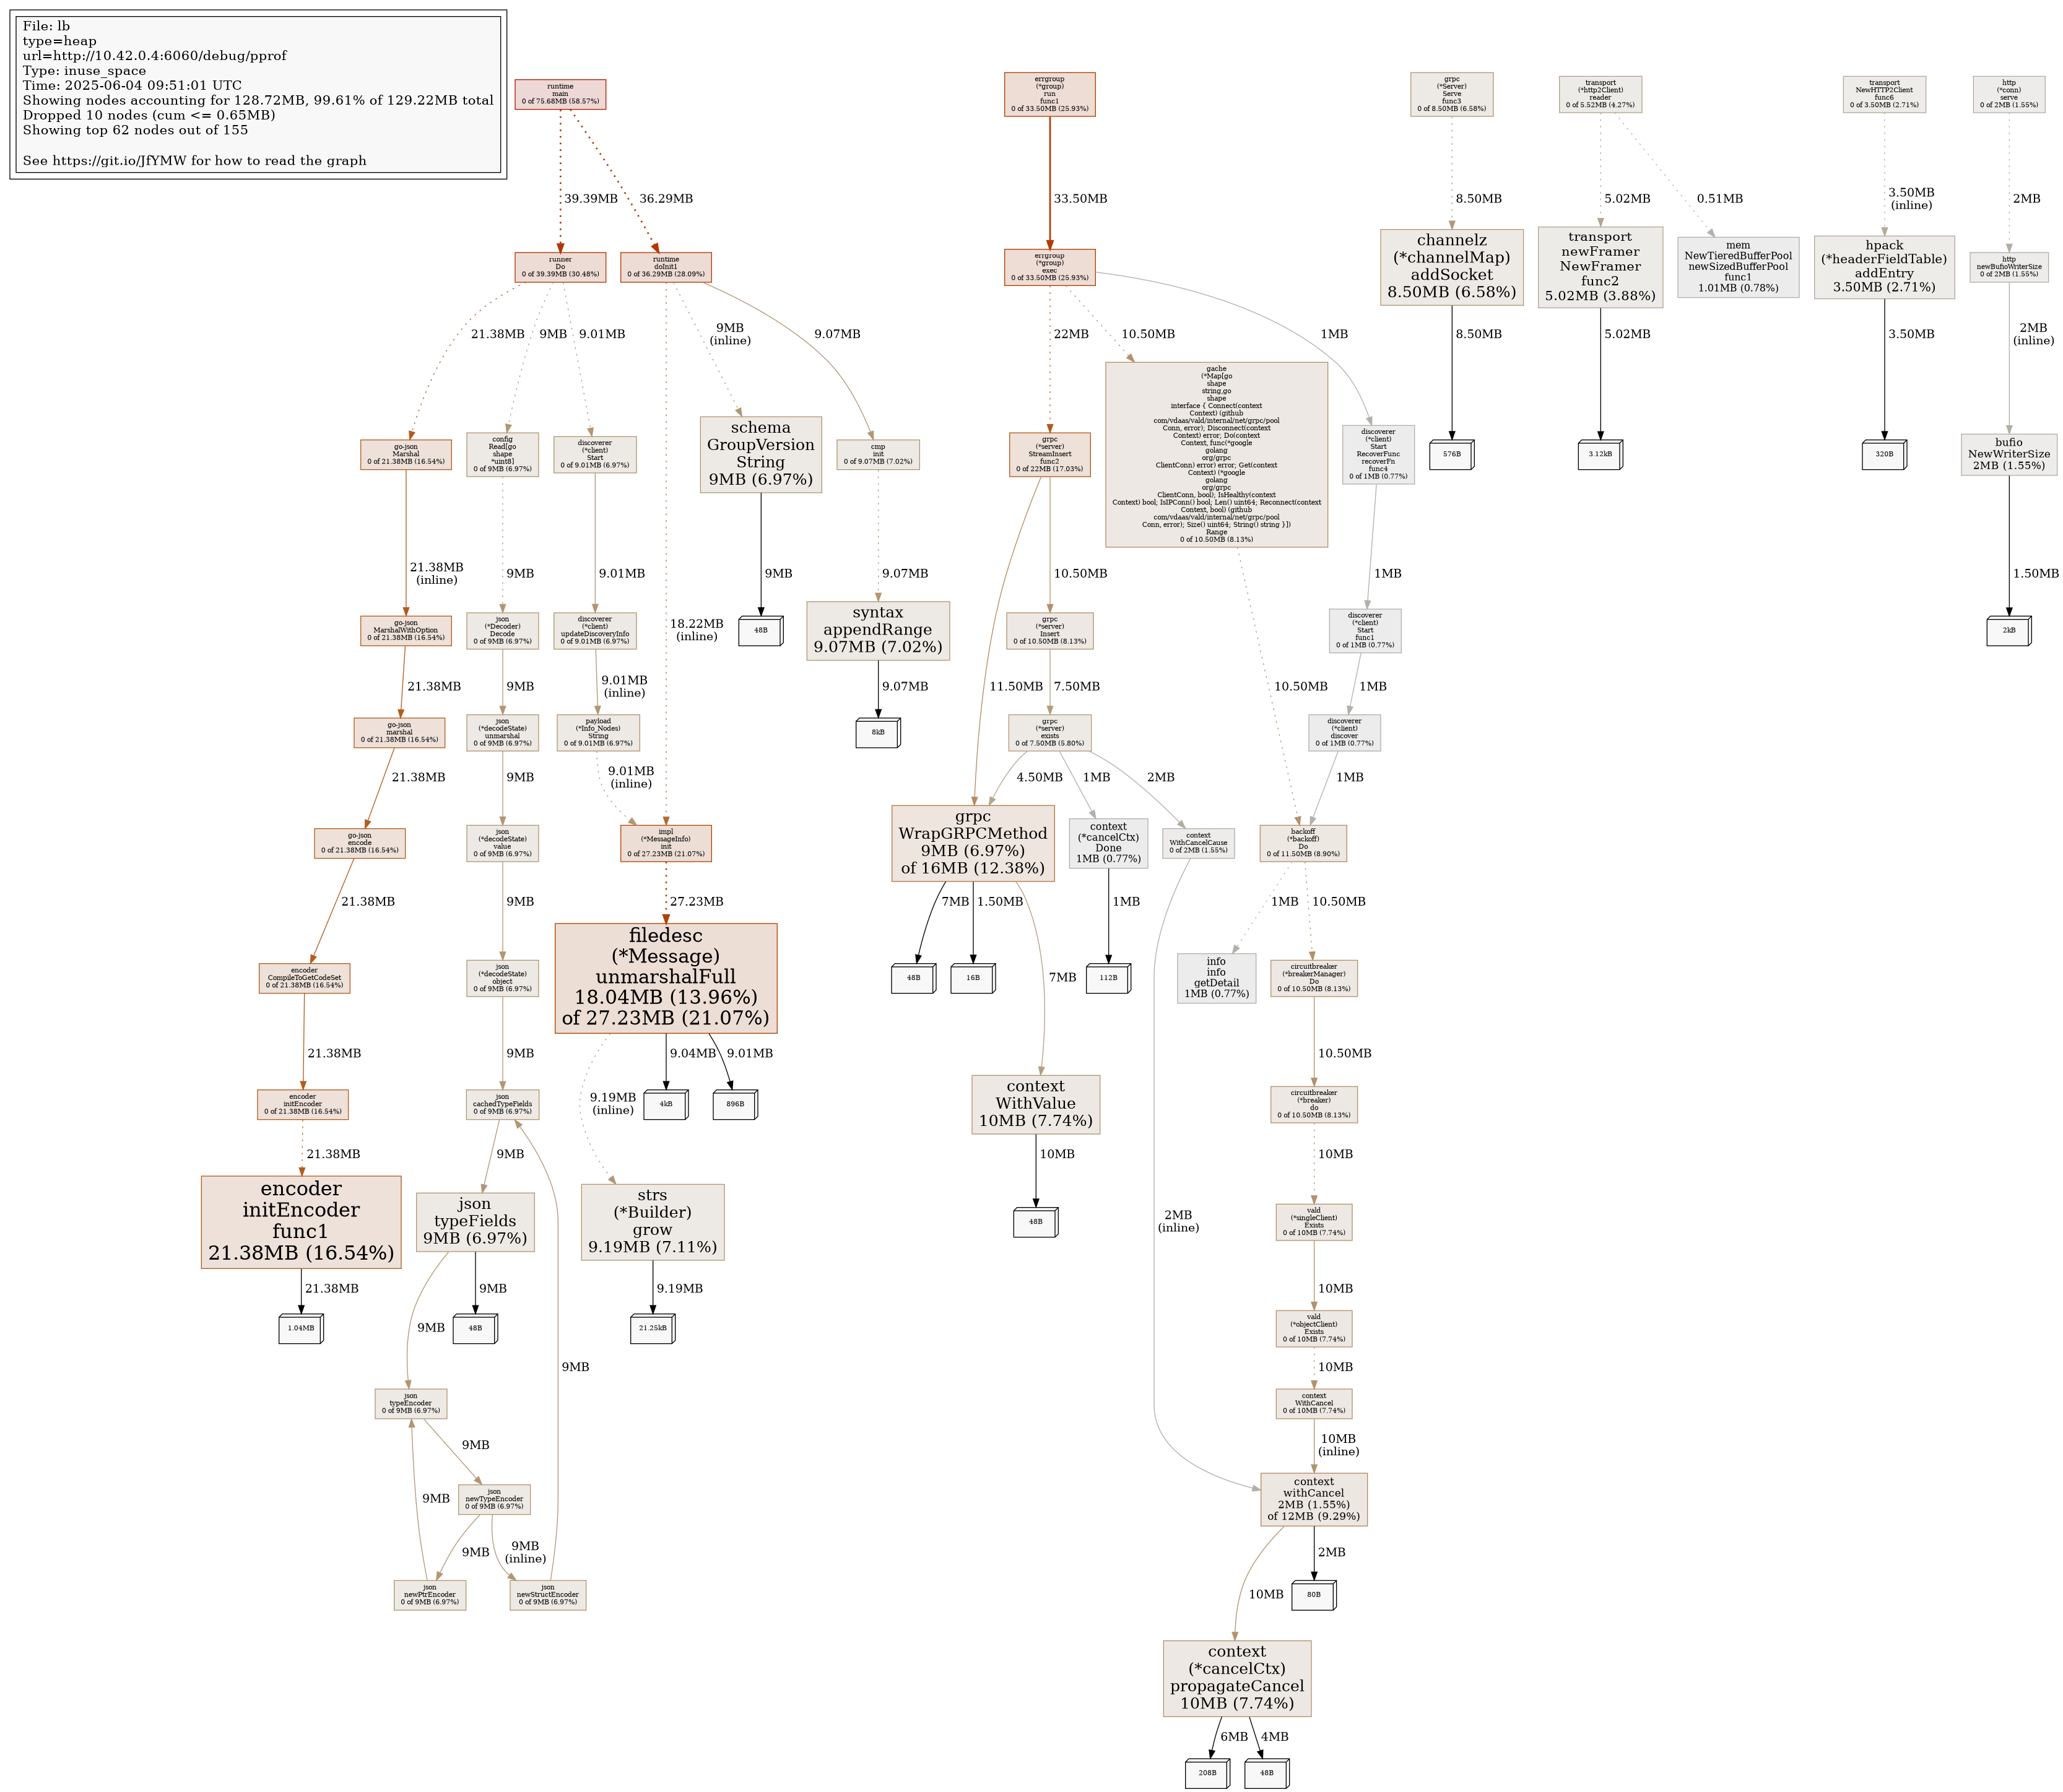 File: lb
type=heap
url=http://10.42.0.4:6060/debug/pprof
Type: inuse_space
Time: 2025-06-04 09:51:01 UTC
Showing nodes accounting for 128.72MB, 99.61% of 129.22MB total
Dropped 10 nodes (cum <= 0.65MB)
Showing top 62 nodes out of 155
See https://git.io/JfYMW for how to read the graph
runtime
main
0 of 75.68MB (58.57%)
errgroup
(*group)
run
func1
0 of 33.50MB (25.93%)
grpc
(*Server)
Serve
func3
0 of 8.50MB (6.58%)
transport
(*http2Client)
reader
0 of 5.52MB (4.27%)
transport
NewHTTP2Client
func6
0 of 3.50MB (2.71%)
http
(*conn)
serve
0 of 2MB (1.55%)
39.39MB
36.29MB
33.50MB
8.50MB
5.02MB
0.51MB
3.50MB
(inline)
2MB
runner
Do
0 of 39.39MB (30.48%)
runtime
doInit1
0 of 36.29MB (28.09%)
errgroup
(*group)
exec
0 of 33.50MB (25.93%)
channelz
(*channelMap)
addSocket
8.50MB (6.58%)
transport
newFramer
NewFramer
func2
5.02MB (3.88%)
mem
NewTieredBufferPool
newSizedBufferPool
func1
1.01MB (0.78%)
hpack
(*headerFieldTable)
addEntry
3.50MB (2.71%)
http
newBufioWriterSize
0 of 2MB (1.55%)
21.38MB
9MB
9.01MB
9MB
(inline)
9.07MB
22MB
10.50MB
1MB
8.50MB
5.02MB
3.50MB
2MB
(inline)
go-json
Marshal
0 of 21.38MB (16.54%)
config
Read[go
shape
*uint8]
0 of 9MB (6.97%)
discoverer
(*client)
Start
0 of 9.01MB (6.97%)
schema
GroupVersion
String
9MB (6.97%)
cmp
init
0 of 9.07MB (7.02%)
grpc
(*server)
StreamInsert
func2
0 of 22MB (17.03%)
gache
(*Map[go
shape
string,go
shape
interface { Connect(context
Context) (github
com/vdaas/vald/internal/net/grpc/pool
Conn, error); Disconnect(context
Context) error; Do(context
Context, func(*google
golang
org/grpc
ClientConn) error) error; Get(context
Context) (*google
golang
org/grpc
ClientConn, bool); IsHealthy(context
Context) bool; IsIPConn() bool; Len() uint64; Reconnect(context
Context, bool) (github
com/vdaas/vald/internal/net/grpc/pool
Conn, error); Size() uint64; String() string }])
Range
0 of 10.50MB (8.13%)
discoverer
(*client)
Start
RecoverFunc
recoverFn
func4
0 of 1MB (0.77%)
576B
3.12kB
320B
bufio
NewWriterSize
2MB (1.55%)
21.38MB
(inline)
9MB
9.01MB
18.22MB
(inline)
9MB
9.07MB
10.50MB
1MB
1.50MB
go-json
MarshalWithOption
0 of 21.38MB (16.54%)
json
(*Decoder)
Decode
0 of 9MB (6.97%)
discoverer
(*client)
updateDiscoveryInfo
0 of 9.01MB (6.97%)
48B
syntax
appendRange
9.07MB (7.02%)
grpc
(*server)
Insert
0 of 10.50MB (8.13%)
discoverer
(*client)
Start
func1
0 of 1MB (0.77%)
2kB
21.38MB
9MB
9.01MB
(inline)
9.07MB
11.50MB
7.50MB
10.50MB
1MB
go-json
marshal
0 of 21.38MB (16.54%)
json
(*decodeState)
unmarshal
0 of 9MB (6.97%)
payload
(*Info_Nodes)
String
0 of 9.01MB (6.97%)
8kB
grpc
(*server)
exists
0 of 7.50MB (5.80%)
discoverer
(*client)
discover
0 of 1MB (0.77%)
21.38MB
9MB
9.01MB
(inline)
4.50MB
1MB
2MB
1MB
go-json
encode
0 of 21.38MB (16.54%)
json
(*decodeState)
value
0 of 9MB (6.97%)
impl
(*MessageInfo)
init
0 of 27.23MB (21.07%)
grpc
WrapGRPCMethod
9MB (6.97%)
of 16MB (12.38%)
context
(*cancelCtx)
Done
1MB (0.77%)
context
WithCancelCause
0 of 2MB (1.55%)
backoff
(*backoff)
Do
0 of 11.50MB (8.90%)
21.38MB
9MB
27.23MB
7MB
1.50MB
1MB
1MB
10.50MB
encoder
CompileToGetCodeSet
0 of 21.38MB (16.54%)
json
(*decodeState)
object
0 of 9MB (6.97%)
filedesc
(*Message)
unmarshalFull
18.04MB (13.96%)
of 27.23MB (21.07%)
48B
16B
7MB
112B
info
info
getDetail
1MB (0.77%)
circuitbreaker
(*breakerManager)
Do
0 of 10.50MB (8.13%)
21.38MB
9MB
9.19MB
(inline)
9.04MB
9.01MB
10.50MB
encoder
initEncoder
0 of 21.38MB (16.54%)
json
cachedTypeFields
0 of 9MB (6.97%)
4kB
896B
context
WithValue
10MB (7.74%)
circuitbreaker
(*breaker)
do
0 of 10.50MB (8.13%)
21.38MB
9MB
10MB
10MB
encoder
initEncoder
func1
21.38MB (16.54%)
json
typeFields
9MB (6.97%)
strs
(*Builder)
grow
9.19MB (7.11%)
48B
2MB
(inline)
vald
(*singleClient)
Exists
0 of 10MB (7.74%)
21.38MB
9MB
9.19MB
10MB
1.04MB
9MB
48B
21.25kB
9MB
vald
(*objectClient)
Exists
0 of 10MB (7.74%)
10MB
json
typeEncoder
0 of 9MB (6.97%)
context
WithCancel
0 of 10MB (7.74%)
9MB
10MB
(inline)
9MB
json
newTypeEncoder
0 of 9MB (6.97%)
context
withCancel
2MB (1.55%)
of 12MB (9.29%)
9MB
9MB
(inline)
10MB
2MB
json
newPtrEncoder
0 of 9MB (6.97%)
json
newStructEncoder
0 of 9MB (6.97%)
80B
context
(*cancelCtx)
propagateCancel
10MB (7.74%)
6MB
4MB
208B
48B